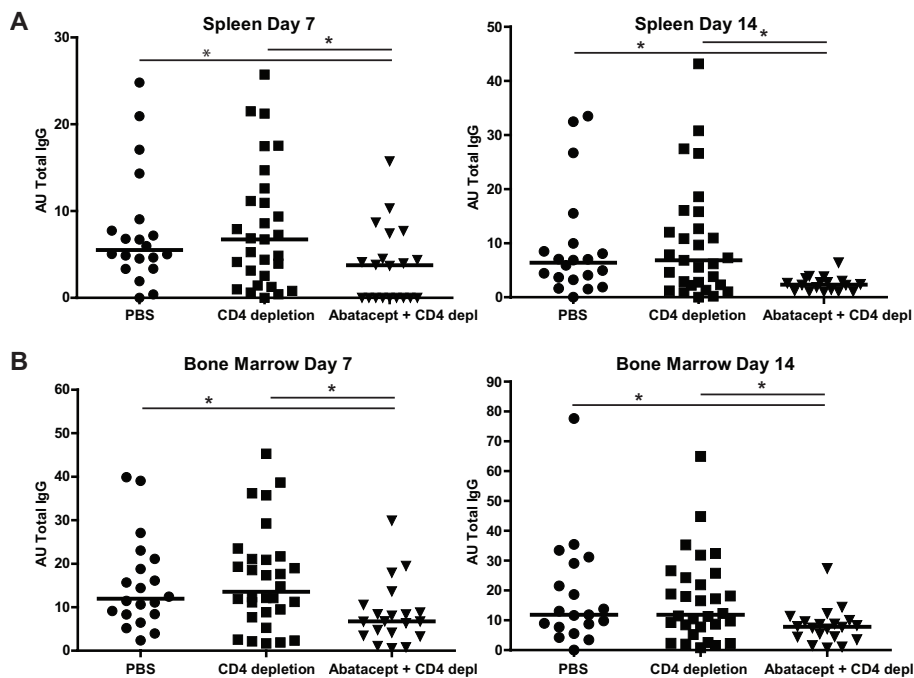 A
Spleen Day 7
Spleen Day 14
AU Total IgG
30
20
10
0
*
*
PBS
CD4 depletion
Abatacept + CD4 depl
AU Total IgG
50
40
30
20
10
0
*
*
PBS
CD4 depletion
Abatacept + CD4 depl
B
Bone Marrow Day 7
Bone Marrow Day 14
AU Total IgG
60
50
40
30
20
10
0
*
*
PBS
CD4 depletion
Abatacept + CD4 depl
AU Total IgG
90
80
70
60
50
40
30
20
10
0
*
*
PBS
CD4 depletion
Abatacept + CD4 depl